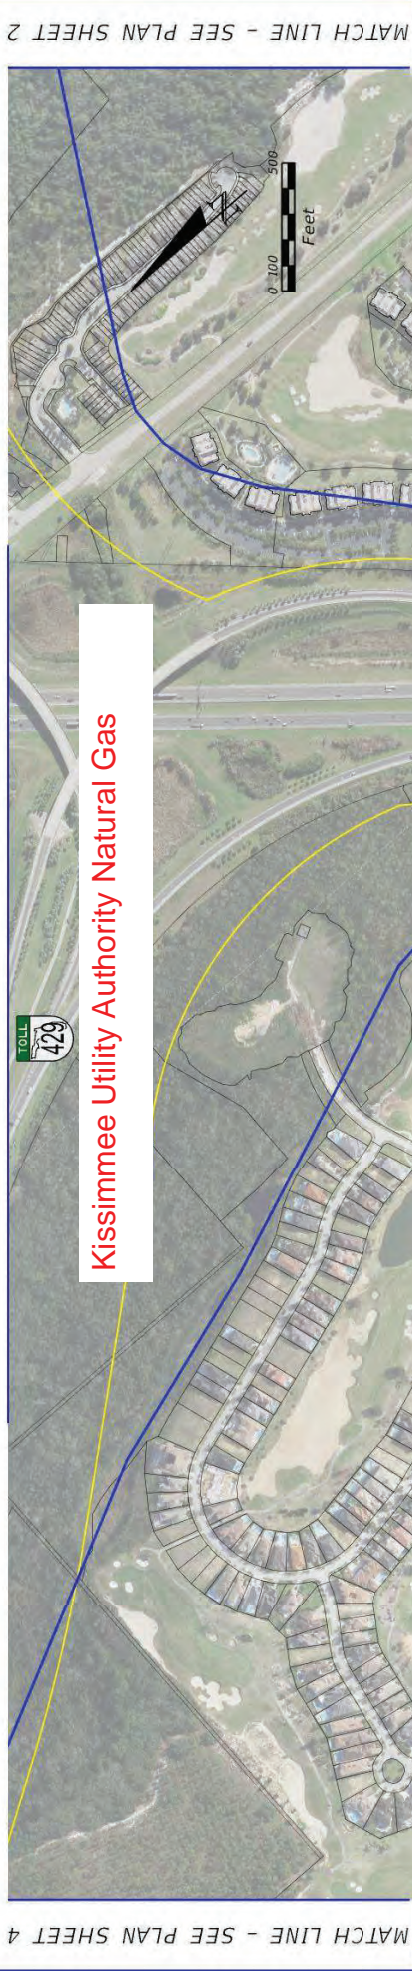 MATCH LINE - SEE PLAN SHEET 2
0 100 500
Feet
N
TOLL
429
Kissimmee Utility Authority Natural Gas
MATCH LINE - SEE PLAN SHEET 4